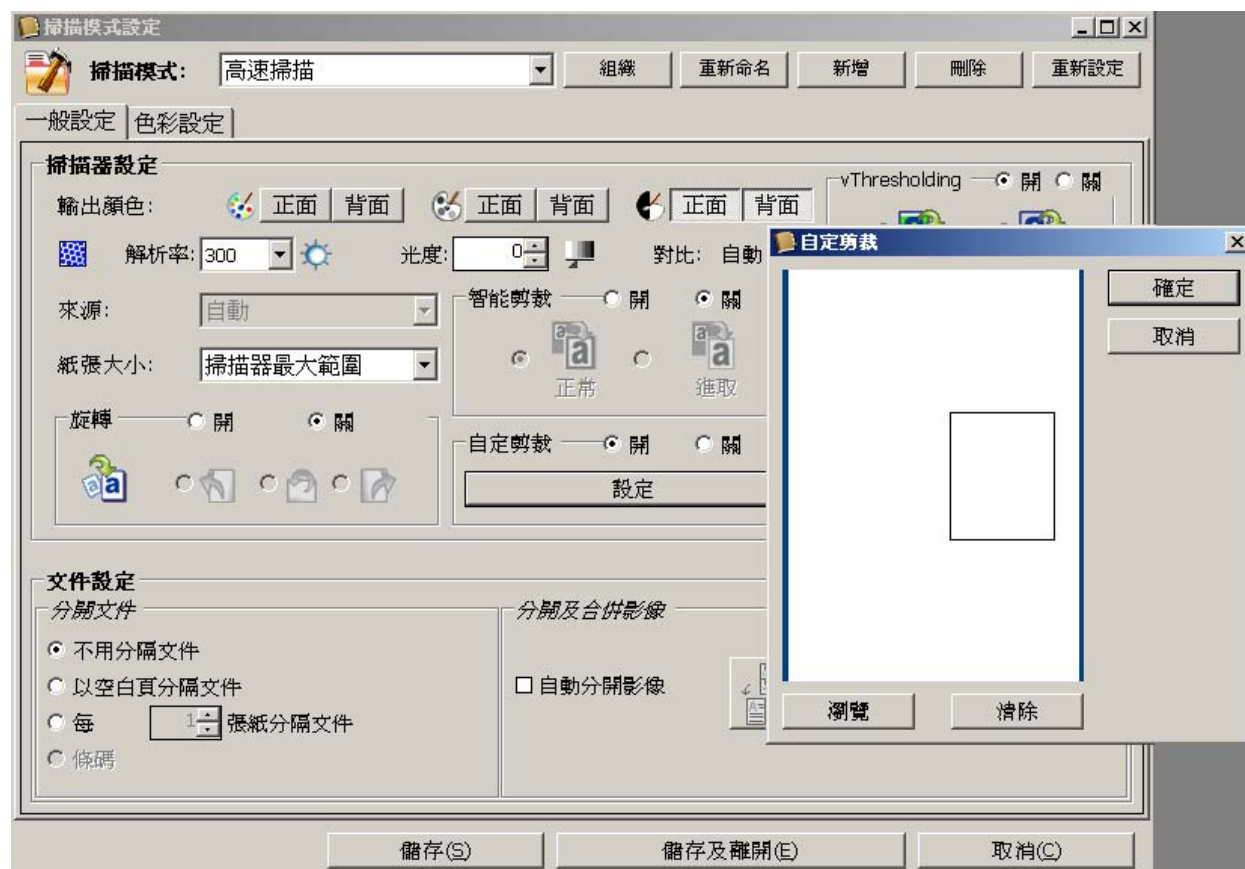 掃描模式設定
掃描模式: 高速掃描 組織 重新命名 新增 刪除 重新設定
一般設定 色彩設定
掃描器設定
輸出顏色: 正面 背面 正面 背面 正面 背面 vThresholding 開 關
解析率: 300 光度: 0 對比: 自動
來源: 自動
紙張大小: 掃描器最大範圍
智能剪裁 開 關
正常 進取
旋轉 開 關
自定剪裁 開 關
設定
文件設定
分開文件
不用分隔文件
以空白頁分隔文件
每 1 張紙分隔文件
條碼
分開及合併影像
自動分開影像
儲存(S) 儲存及離開(E) 取消(C)
自定剪裁
確定
取消
瀏覽 清除